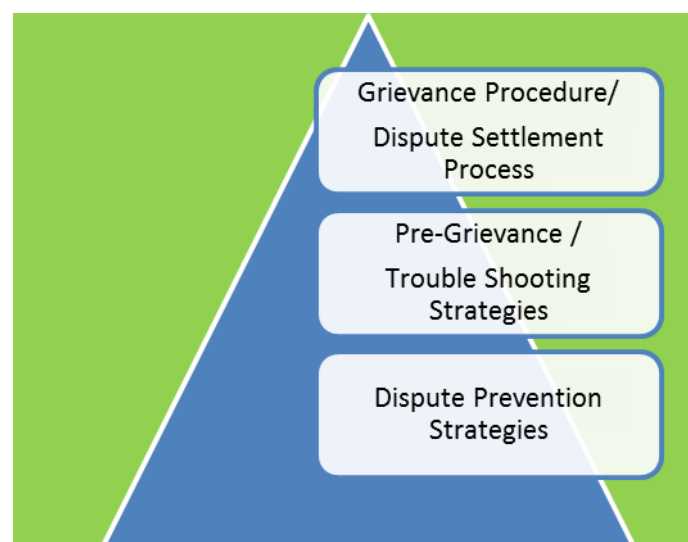 Grievance Procedure/
Dispute Settlement
Process
Pre-Grievance /
Trouble Shooting
Strategies
Dispute Prevention
Strategies